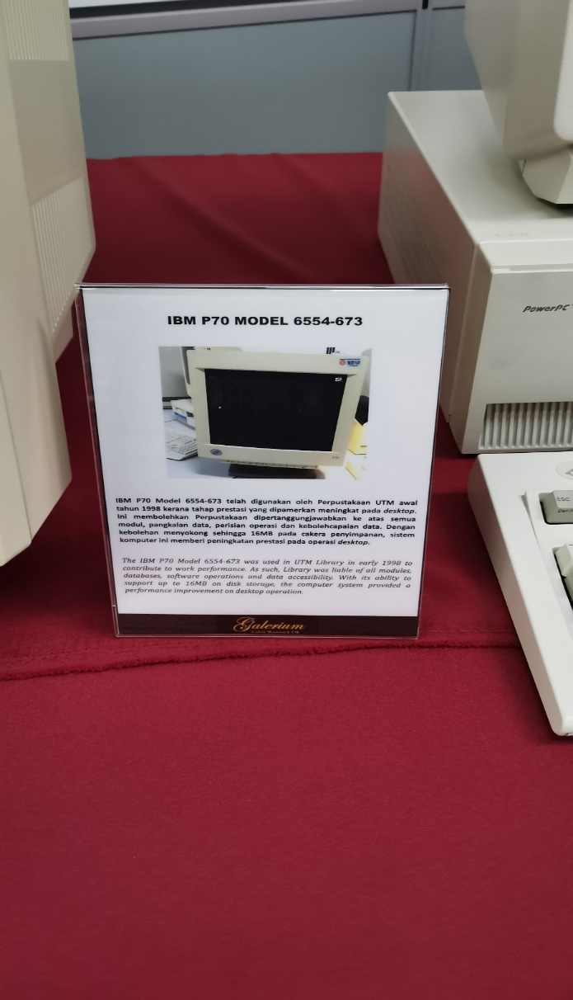 IBM P70 MODEL 6554-673
IBM P70 Model 6554-673 telah digunakan oleh Perpustakaan UTM awal
tahun 1998 kerana tahap prestasi yang dipamerkan meningkat pada desktop.
Ini membolehkan Perpustakaan dipertanggungjawabkan ke atas semua
modul, pangkalan data, perisian operasi dan kebolehcapaian data. Dengan
kebolehan menyokong sehingga 16MB pada cakera penyimpanan, sistem
komputer ini memberi peningkatan prestasi pada operasi desktop.
The IBM P70 Model 6554-673 was used in UTM Library in early 1998 to
contribute to work performance. As such, Library was liable of all modules,
databases, software operations and data accessibility. With its ability to
support up to 16MB on disk storage, the computer system provided a
performance improvement on desktop operation.
Galerium
PowerPC
ESC